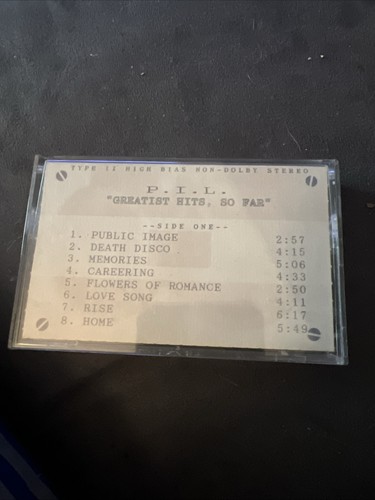 TYPE II HIGH BIAS NON-DOLBY STEREO
P.I.L.
"GREATIST HITS, SO FAR"
--SIDE ONE--
1. PUBLIC IMAGE 2:57
2. DEATH DISCO 4:15
3. MEMORIES 5:06
4. CAREERING 4:33
5. FLOWERS OF ROMANCE 2:50
6. LOVE SONG 4:11
7. RISE 6:17
8. HOME 5:49